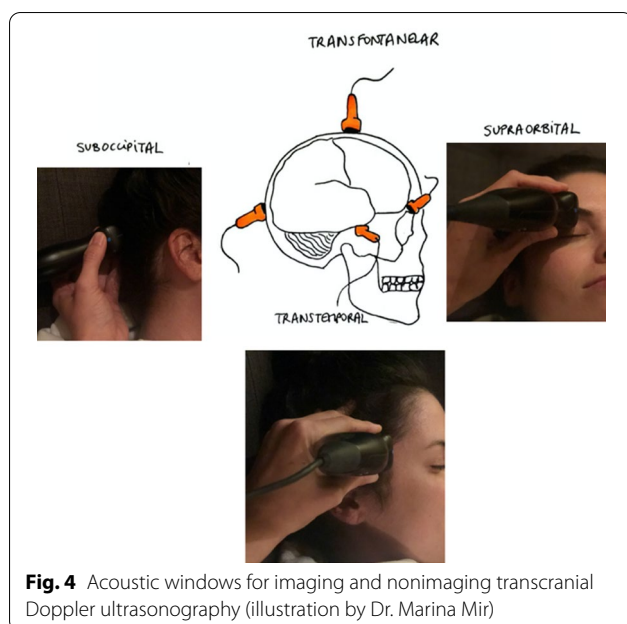 TRANSFONTANELAR
SUBOCCIPITAL
SUPRAORBITAL
TRANSTEMPORAL
Fig. 4 Acoustic windows for imaging and nonimaging transcranial
Doppler ultrasonography (illustration by Dr. Marina Mir)